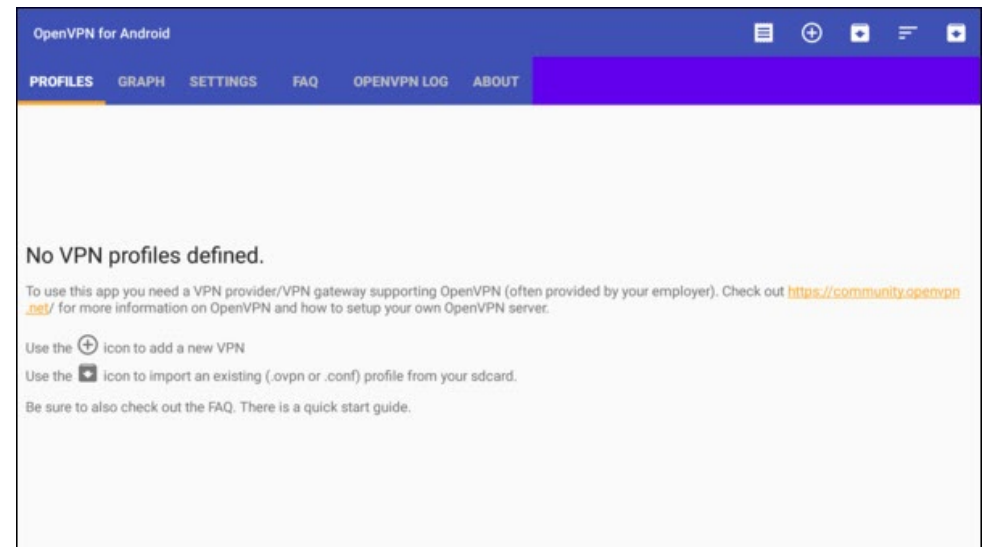 OpenVPN for Android
PROFILES GRAPH SETTINGS FAQ OPENVPN LOG ABOUT
No VPN profiles defined.
To use this app you need a VPN provider/VPN gateway supporting OpenVPN (often provided by your employer). Check out https://community.openvpn
.net/ for more information on OpenVPN and how to setup your own OpenVPN server.
Use the icon to add a new VPN
Use the icon to import an existing (.ovpn or .conf) profile from your sdcard.
Be sure to also check out the FAQ. There is a quick start guide.